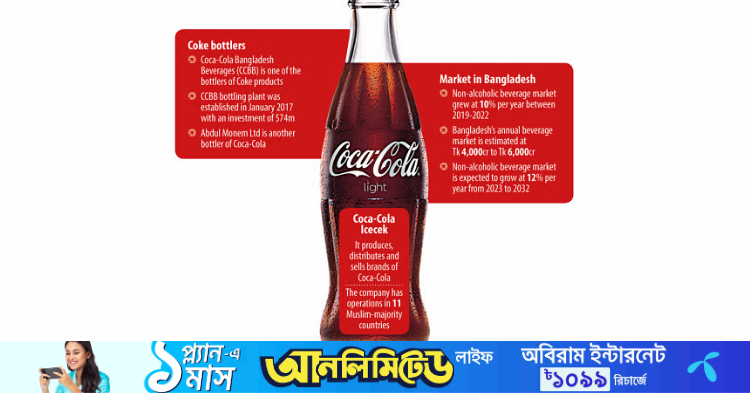 Coke bottlers
Coca-Cola Bangladesh
Beverages (CCBB) is one of the
bottlers of Coke products
CCBB bottling plant was
established in January 2017
with an investment of $74m
Abdul Monem Ltd is another
bottler of Coca-Cola
Market in Bangladesh
Non-alcoholic beverage market
grew at 10% per year between
2019-2022
Bangladesh's annual beverage
market is estimated at
Tk 4,000cr to Tk 6,000cr
Non-alcoholic beverage market
is expected to grow at 12% per
year from 2023 to 2032
Coca-Cola
light
Coca-Cola
Icecek
It produces,
distributes and
sells brands of
Coca-Cola
The company has
operations in 11
Muslim-majority
countries
১ প্ল্যান-এ
মাস
আনলিমিটেড লাইফ
অবিরাম ইন্টারনেট
৳১০৯৯ রিচার্জে